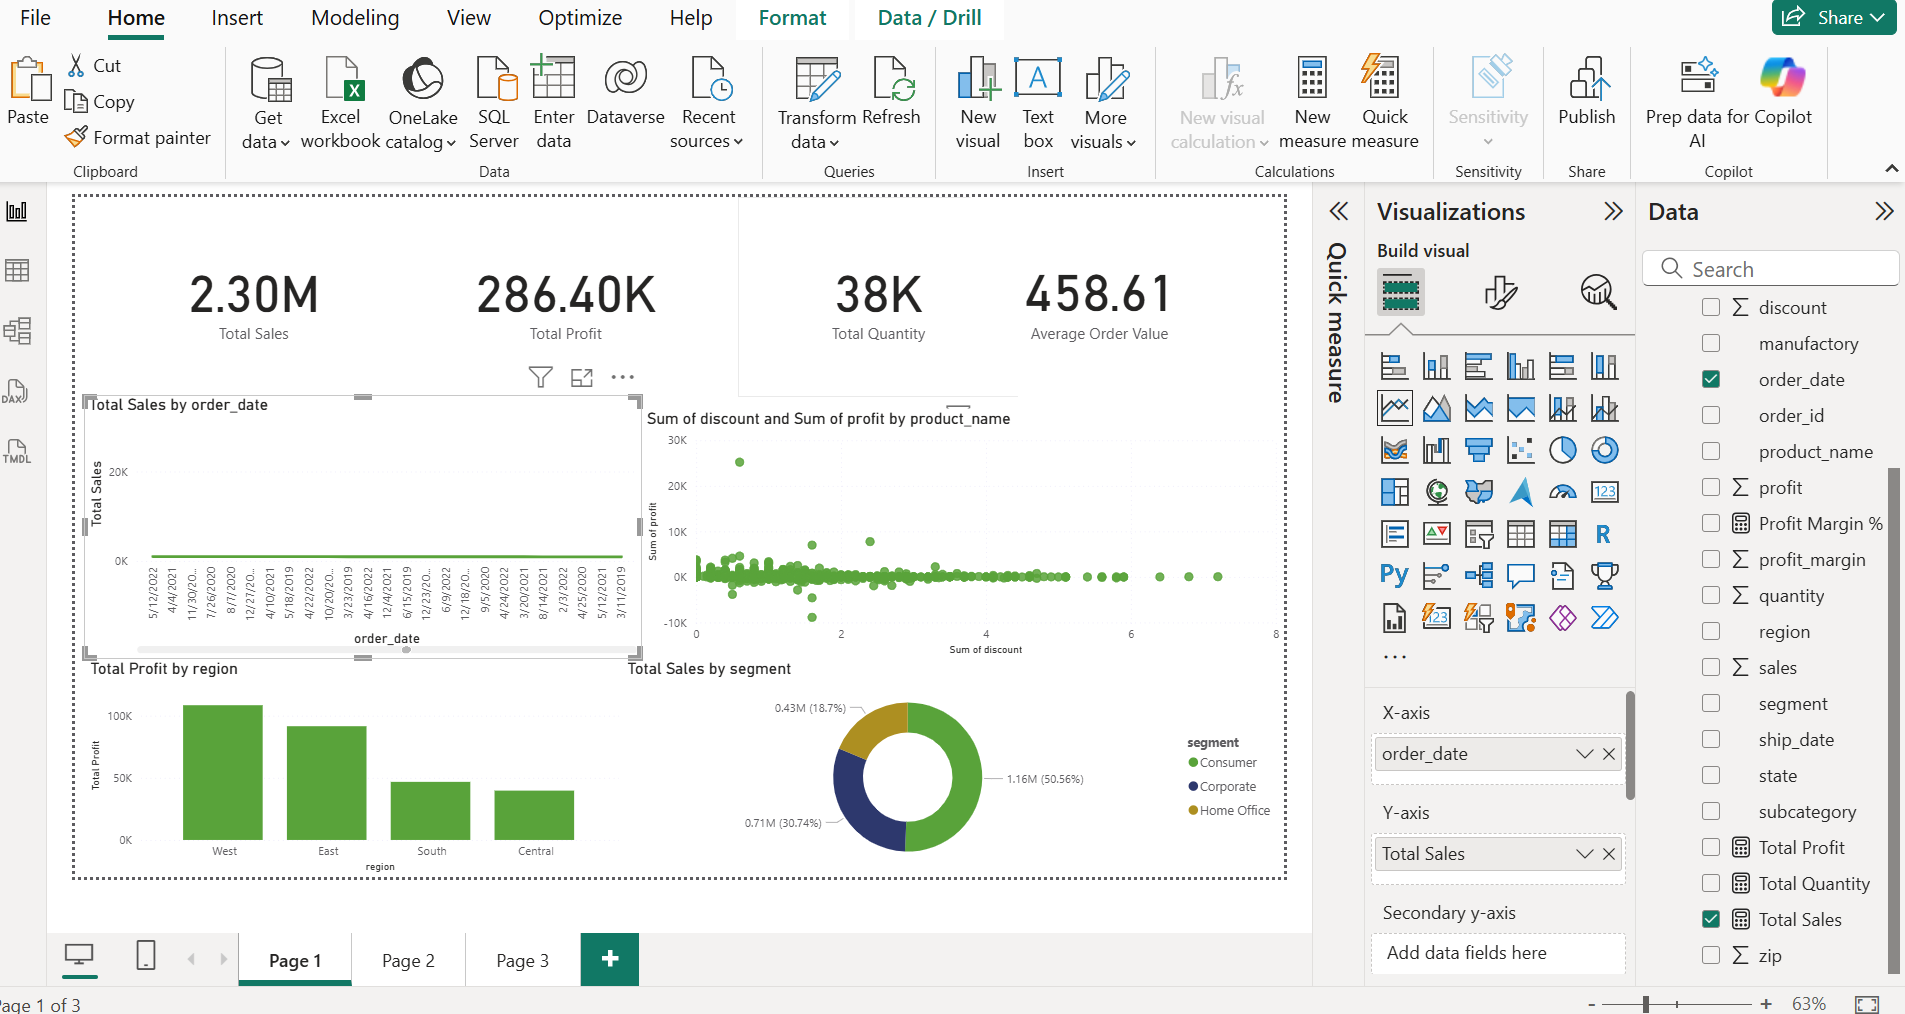 File
Home
Insert
Modeling
View
Optimize
Help
Format
Data / Drill
Share
Paste
Cut
Copy
Format painter
Clipboard
Get
data
Excel
workbook
OneLake
catalog
SQL
Server
Enter
data
Dataverse
Recent
sources
Data
Transform
data
Refresh
Queries
New
visual
Text
box
More
visuals
Insert
New visual
calculation
New
measure
Quick
measure
Calculations
Sensitivity
Sensitivity
Publish
Share
Prep data for
AI
Copilot
Copilot
DAX
TMDL
2.30M
Total Sales
286.40K
Total Profit
38K
Total Quantity
458.61
Average Order Value
Total Sales by order_date
Total Sales
20K
0K
5/12/2022
4/4/2021
11/30/20...
7/26/2020
8/7/2020
12/27/20...
4/10/2021
5/18/2019
4/22/2022
10/20/20...
3/23/2019
4/16/2022
12/4/2021
6/15/2019
12/23/20...
6/9/2022
12/18/20...
9/5/2020
4/24/2022
3/20/2021
8/14/2021
2/3/2022
4/25/2020
5/12/2021
3/11/2019
order_date
Sum of discount and Sum of profit by product_name
Sum of profit
30K
20K
10K
0K
-10K
0
2
4
6
8
Sum of discount
Total Profit by region
Total Profit
100K
50K
0K
West
East
South
Central
region
Total Sales by segment
0.43M (18.7%)
1.16M (50.56%)
0.71M (30.74%)
segment
Consumer
Corporate
Home Office
Page 1
Page 2
Page 3
+
age 1 of 3
Quick measure
Visualizations
Build visual
123
R
Py
123
...
X-axis
order_date
Y-axis
Total Sales
Secondary y-axis
Add data fields here
Data
Search
discount
manufactory
order_date
order_id
product_name
profit
Profit Margin %
profit_margin
quantity
region
sales
segment
ship_date
state
subcategory
Total Profit
Total Quantity
Total Sales
zip
- + 63%